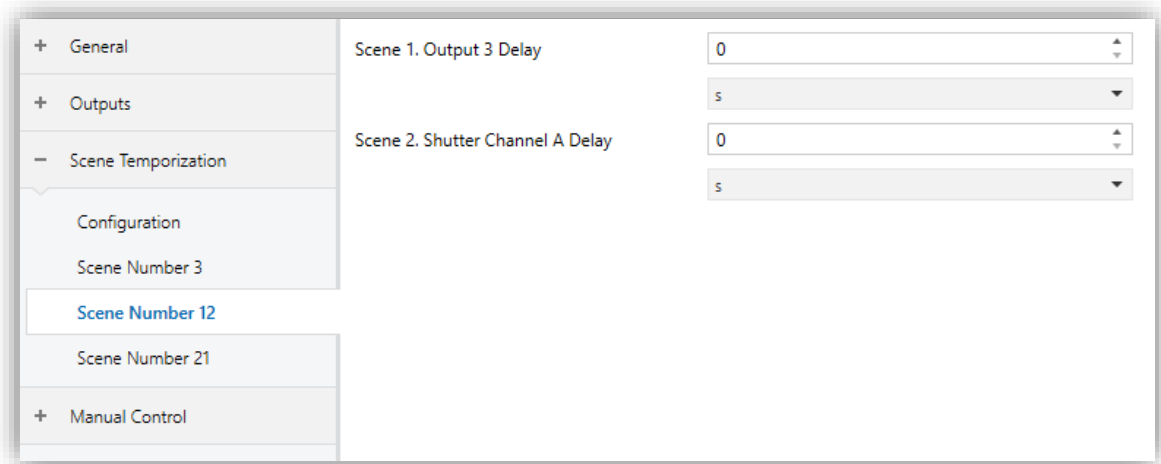 + General
+ Outputs
− Scene Temporization
Configuration
Scene Number 3
Scene Number 12
Scene Number 21
+ Manual Control
Scene 1. Output 3 Delay
0
s
Scene 2. Shutter Channel A Delay
0
s